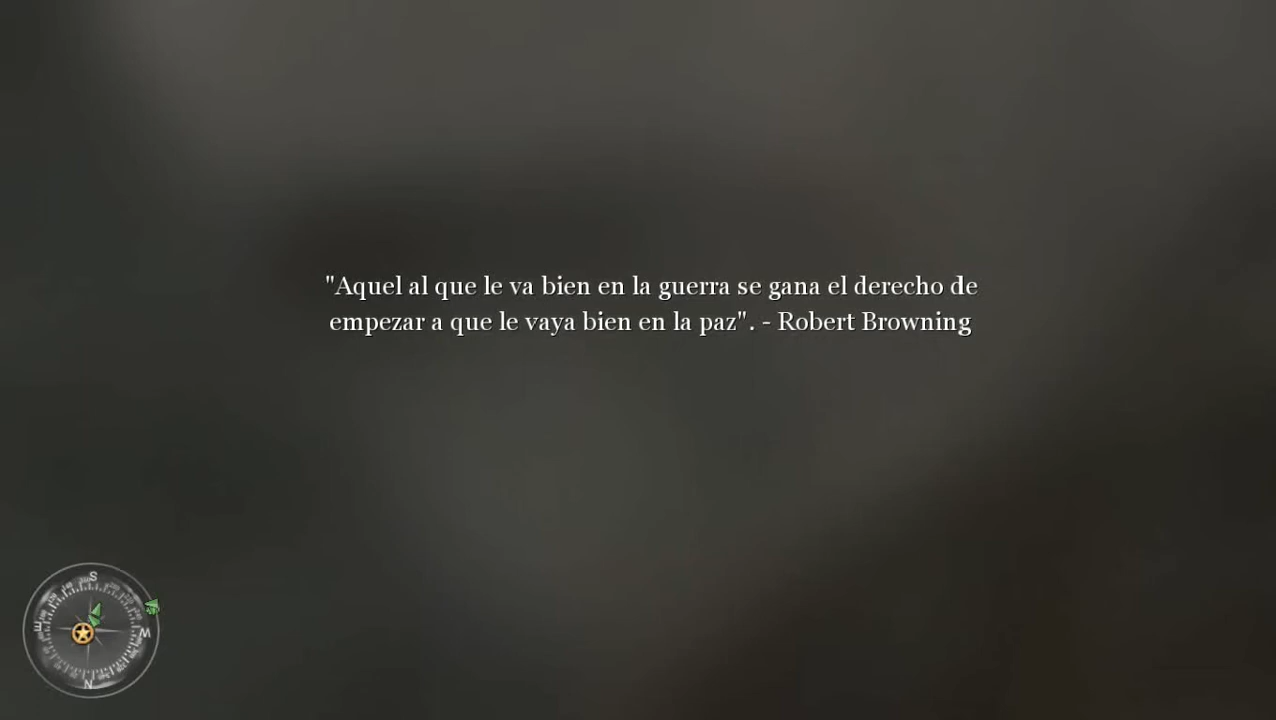 "Aquel al que le va bien en la guerra se gana el derecho de
empezar a que le vaya bien en la paz". - Robert Browning
S
E
W
N